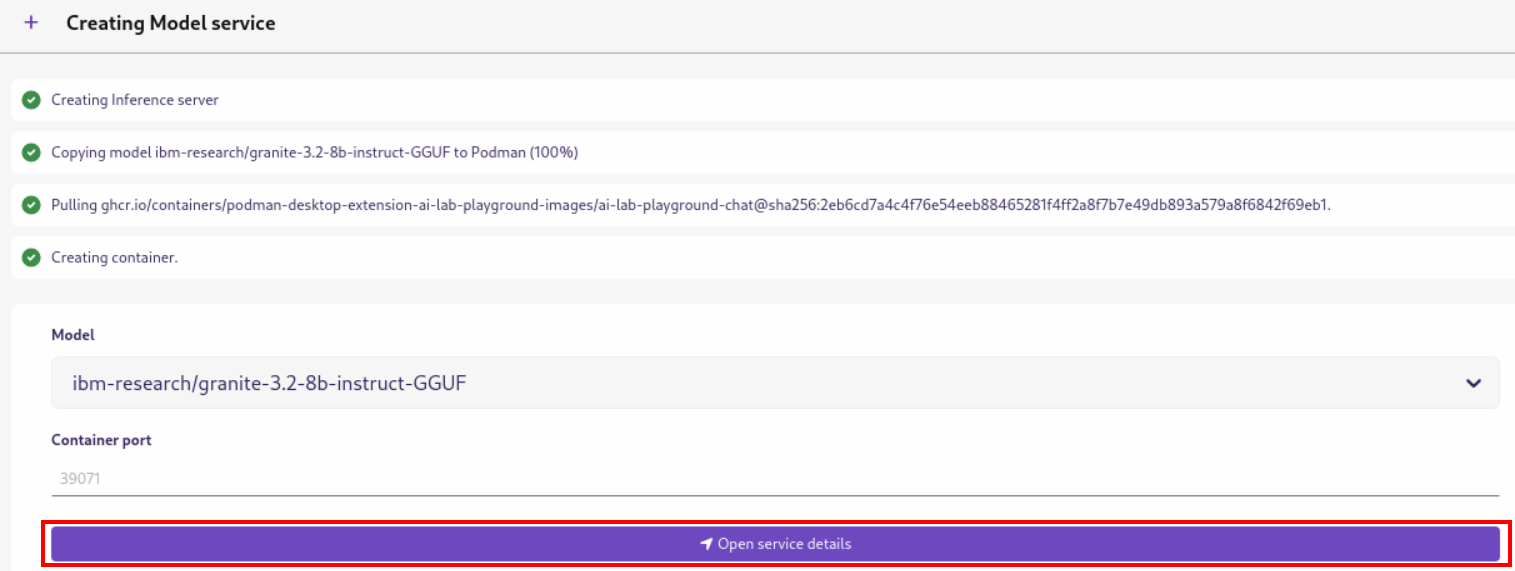 + Creating Model service
Creating Inference server
Copying model ibm-research/granite-3.2-8b-instruct-GGUF to Podman (100%)
Pulling ghcr.io/containers/podman-desktop-extension-ai-lab-playground-images/ai-lab-playground-chat@sha256:2eb6cd7a4c4f76e54eeb88465281f4ff2a8f7b7e49db893a579a8f6842f69eb1.
Creating container.
Model
ibm-research/granite-3.2-8b-instruct-GGUF
Container port
39071
Open service details